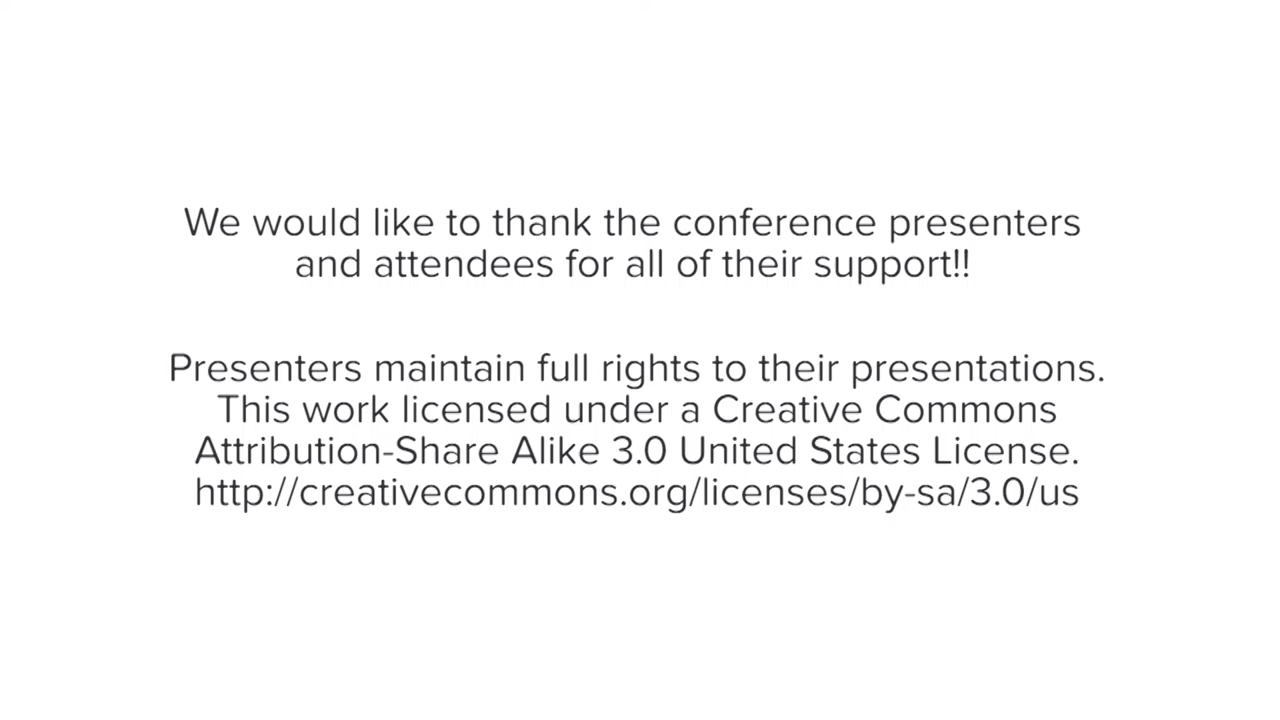 We would like to thank the conference presenters
and attendees for all of their support!!
Presenters maintain full rights to their presentations.
This work licensed under a Creative Commons
Attribution-Share Alike 3.0 United States License.
http://creativecommons.org/licenses/by-sa/3.0/us